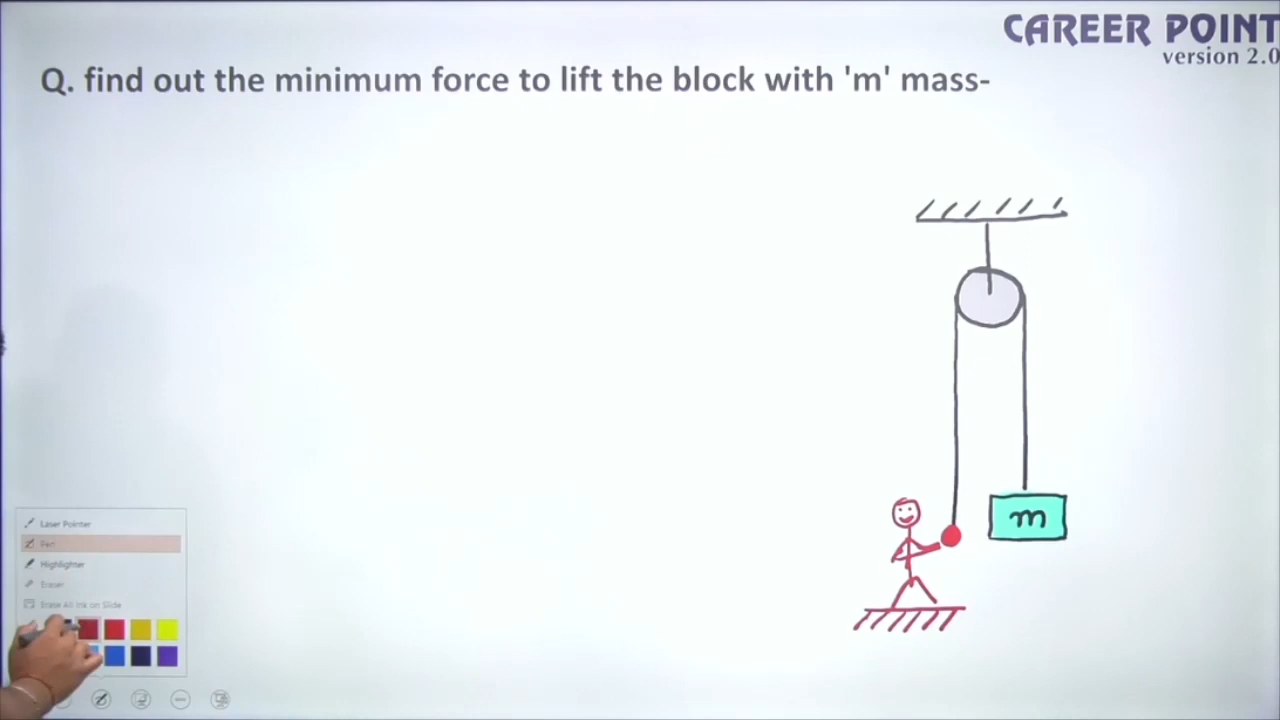 CAREER POINT
version 2.0
Q. find out the minimum force to lift the block with 'm' mass-
m
Laser Pointer
Pen
Highlighter
Eraser
Erase All Ink on Slide